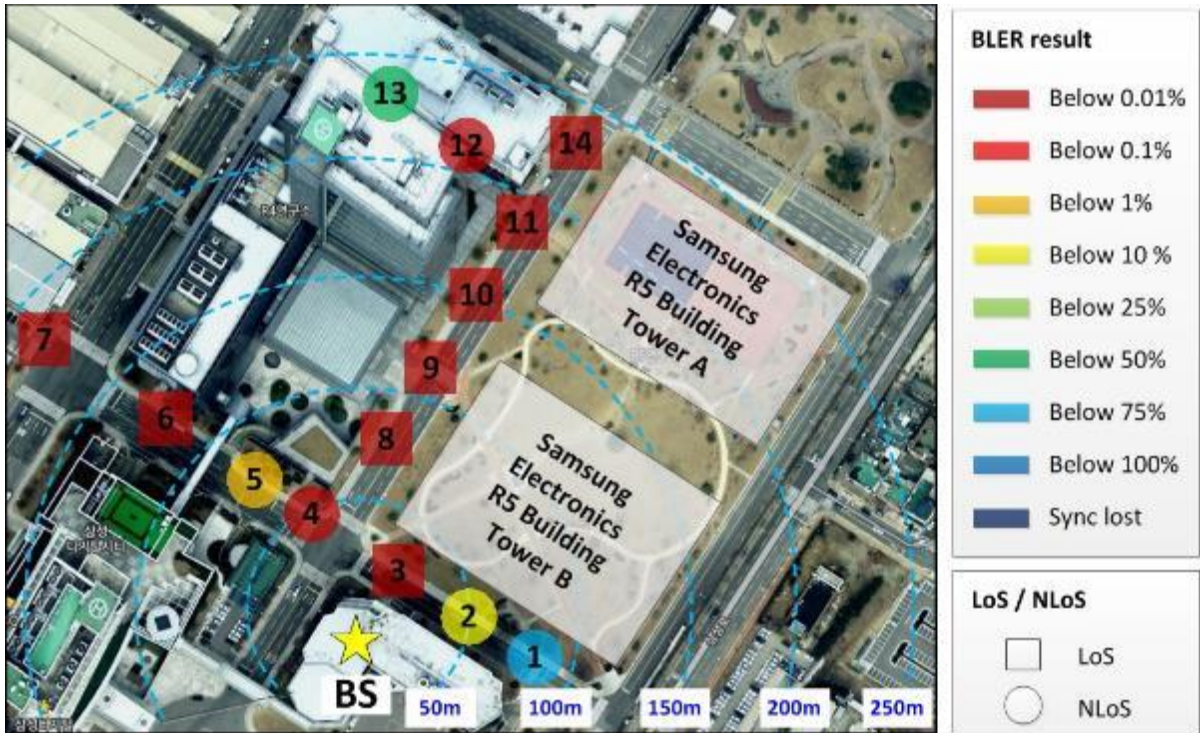 13
12
14
11
10
7
9
6
8
5
4
3
2
1
BS
Samsung
Electronics
R5 Building
Tower A
Samsung
Electronics
R5 Building
Tower B
50m
100m
150m
200m
250m
BLER result
Below 0.01%
Below 0.1%
Below 1%
Below 10 %
Below 25%
Below 50%
Below 75%
Below 100%
Sync lost
LoS / NLoS
LoS
NLoS